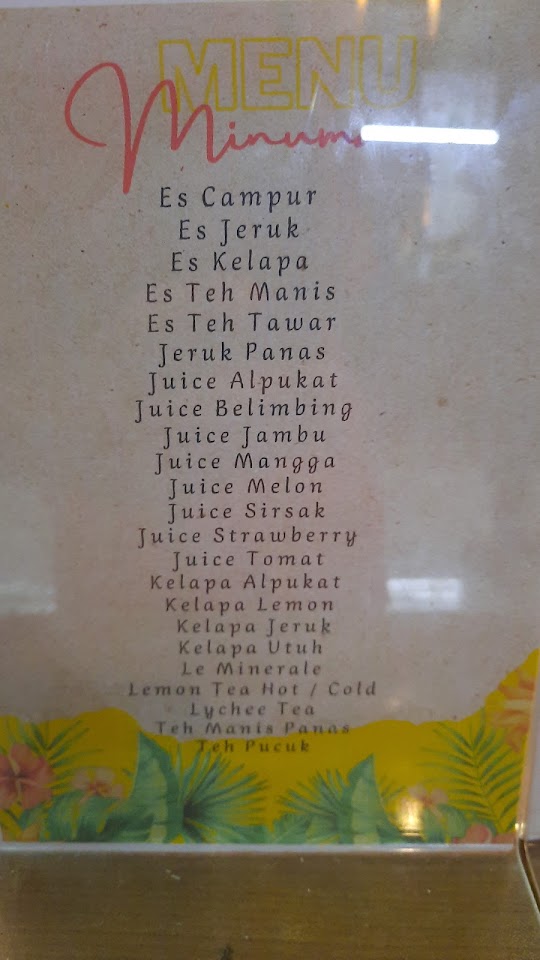 MENU
Es Campur
Es Jeruk
Es Kelapa
Es Teh Manis
Es Teh Tawar
Jeruk Panas
Juice Alpukat
Juice Belimbing
Juice Jambu
Juice Mangga
Juice Melon
Juice Sirsak
Juice Strawberry
Juice Tomat
Kelapa Alpukat
Kelapa Lemon
Kelapa Jeruk
Kelapa Utuh
Le Minerale
Lemon Tea Hot / Cold
Lychee Tea
Teh Manis Panas
Teh Pucuk